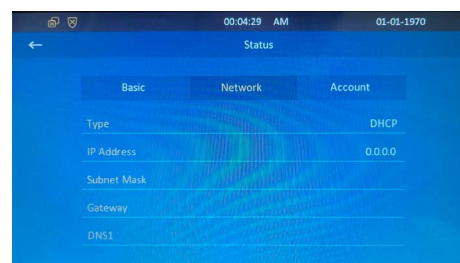 00:04:29 AM 01-01-1970
Status
Basic Network Account
Type DHCP
IP Address 0.0.0.0
Subnet Mask
Gateway
DNS1